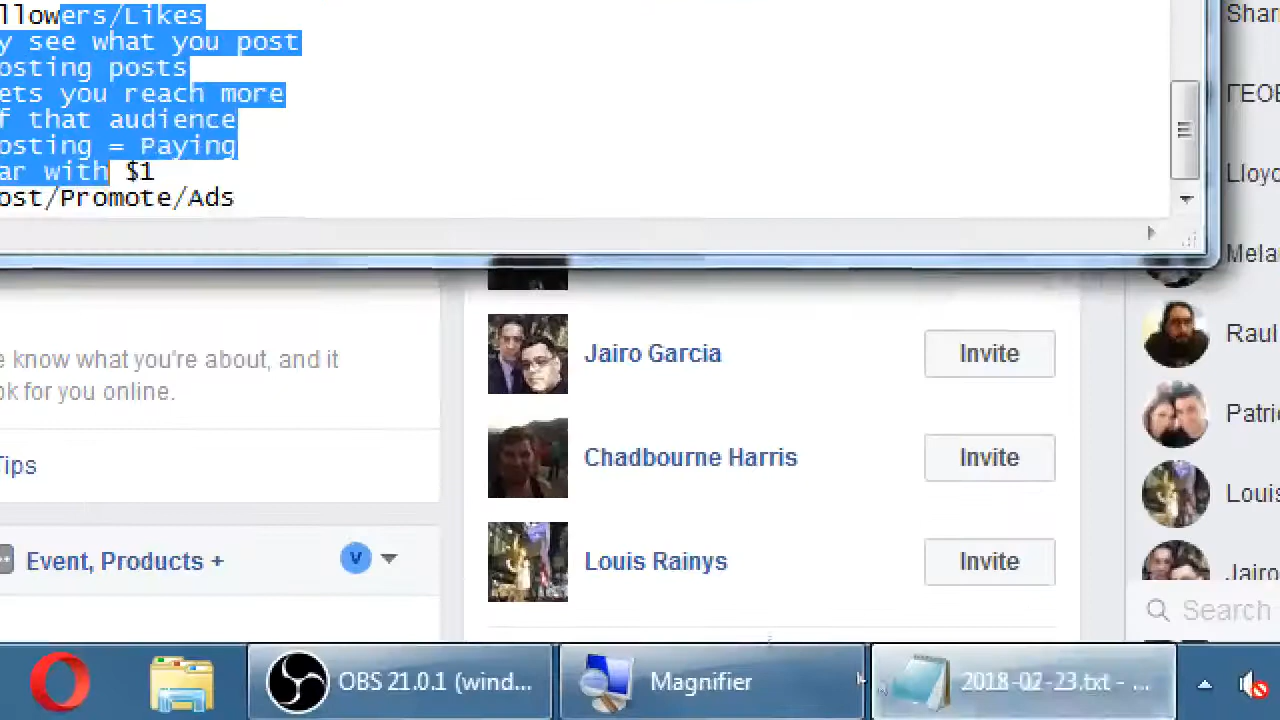 llowers/Likes
y see what you post
osting posts
ets you reach more
f that audience
osting = Paying
ar with $1
ost/Promote/Ads
Shar
ГЕОЕ
Lloyd
Mela
Raul
Patri
Louis
Jairo
Search
Jairo Garcia
Invite
Chadbourne Harris
Invite
Louis Rainys
Invite
e know what you're about, and it
ok for you online.
Tips
Event, Products +
V
OBS 21.0.1 (wind...
Magnifier
2018-02-23.txt - ...